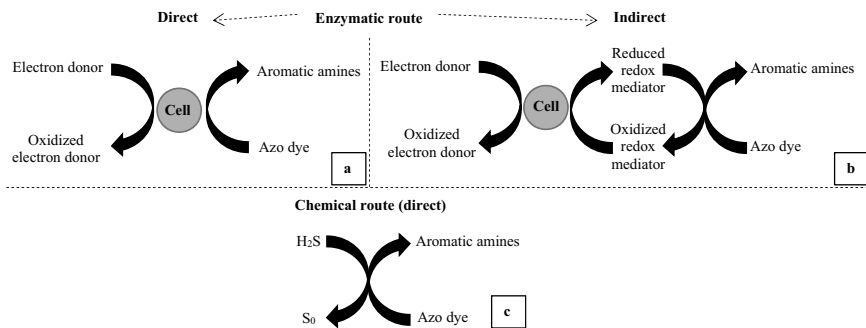 Direct
Enzymatic route
Indirect
Electron donor
Cell
Aromatic amines
Oxidized
electron donor
Azo dye
a
Electron donor
Cell
Reduced
redox
mediator
Aromatic amines
Oxidized
electron donor
Oxidized
redox
mediator
Azo dye
b
Chemical route (direct)
H₂S
Aromatic amines
S₀
Azo dye
c